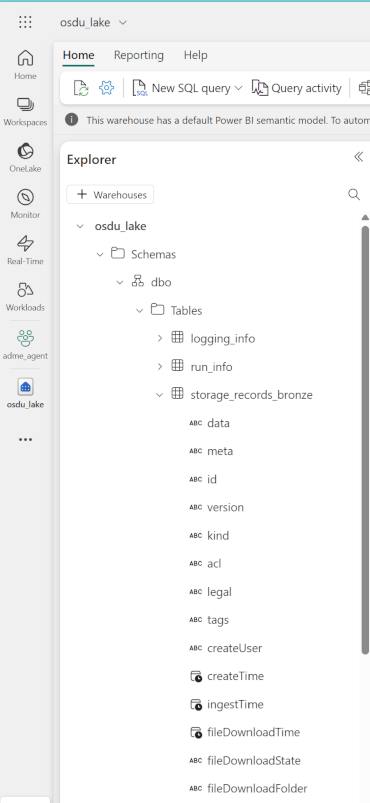 osdu_lake
Home
Workspaces
OneLake
Monitor
Real-Time
Workloads
adme_agent
osdu_lake
Home Reporting Help
SQL New SQL query Query activity
This warehouse has a default Power BI semantic model. To autom
Explorer
+ Warehouses
osdu_lake
Schemas
dbo
Tables
logging_info
run_info
storage_records_bronze
ABC data
ABC meta
ABC id
ABC version
ABC kind
ABC acl
ABC legal
ABC tags
ABC createUser
createTime
ingestTime
fileDownloadTime
ABC fileDownloadState
ABC fileDownloadFolder